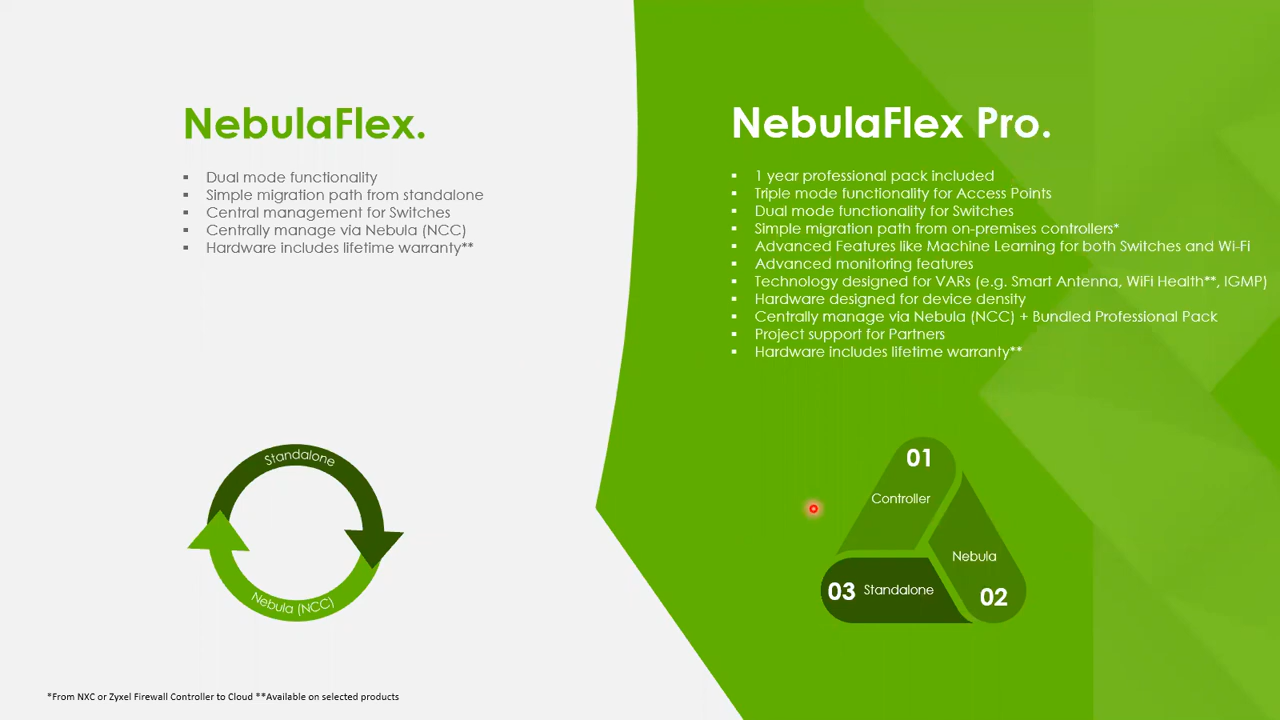 NebulaFlex.
▪ Dual mode functionality
▪ Simple migration path from standalone
▪ Central management for Switches
▪ Centrally manage via Nebula (NCC)
▪ Hardware includes lifetime warranty**
Standalone
Nebula (NCC)
NebulaFlex Pro.
▪ 1 year professional pack included
▪ Triple mode functionality for Access Points
▪ Dual mode functionality for Switches
▪ Simple migration path from on-premises controllers*
▪ Advanced Features like Machine Learning for both Switches and Wi-Fi
▪ Advanced monitoring features
▪ Technology designed for VARs (e.g. Smart Antenna, WiFi Health**, IGMP)
▪ Hardware designed for device density
▪ Centrally manage via Nebula (NCC) + Bundled Professional Pack
▪ Project support for Partners
▪ Hardware includes lifetime warranty**
01
Controller
Nebula
02
03 Standalone
*From NXC or Zyxel Firewall Controller to Cloud **Available on selected products